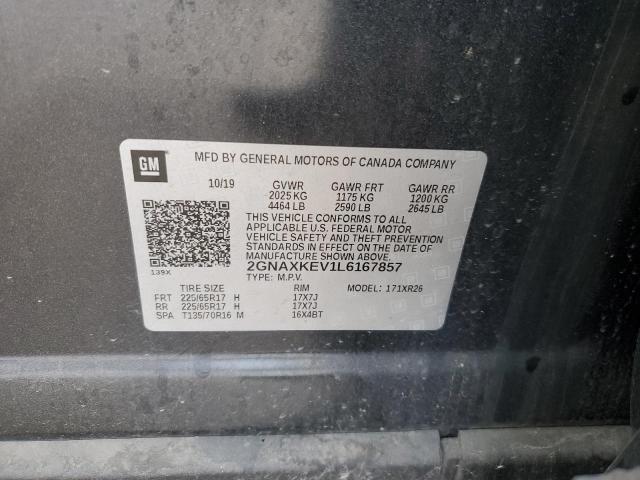 GM
MFD BY GENERAL MOTORS OF CANADA COMPANY
10/19 GVWR GAWR FRT GAWR RR
2025 KG 1175 KG 1200 KG
4464 LB 2590 LB 2645 LB
THIS VEHICLE CONFORMS TO ALL
APPLICABLE U.S. FEDERAL MOTOR
VEHICLE SAFETY AND THEFT PREVENTION
STANDARDS IN EFFECT ON THE DATE OF
MANUFACTURE SHOWN ABOVE.
139X 2GNAXKEV1L6167857
TYPE: M.P.V.
TIRE SIZE RIM MODEL: 171XR26
FRT 225/65R17 H 17X7J
RR 225/65R17 H 17X7J
SPA T135/70R16 M 16X4BT